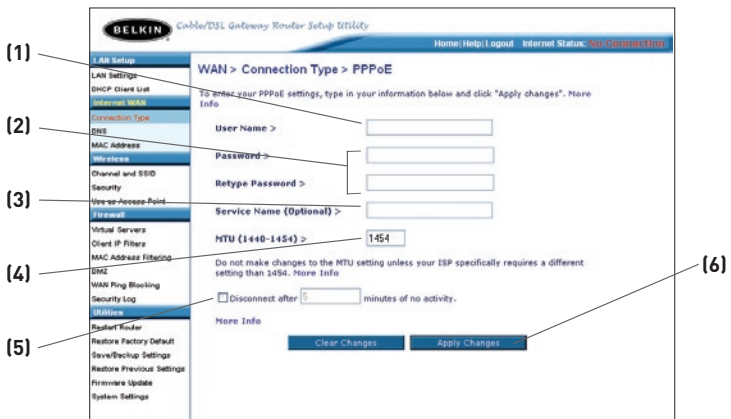 BELKIN Cable/DSL Gateway Router Setup Utility
Home|Help|Logout Internet Status: No Connection
(1)
(2)
(3)
(4)
(5)
(6)
LAN Setup
LAN Settings
DHCP Client List
Internet WAN
Connection Type
DNS
MAC Address
Wireless
Channel and SSID
Security
Use as Access Point
Firewall
Virtual Servers
Client IP Filters
MAC Address Filtering
DMZ
WAN Ping Blocking
Security Log
Utilities
Restart Router
Restore Factory Default
Save/Backup Settings
Restore Previous Settings
Firmware Update
System Settings
WAN > Connection Type > PPPoE
To enter your PPPoE settings, type in your information below and click "Apply changes". More
Info
User Name >
Password >
Retype Password >
Service Name (Optional) >
MTU (1440-1454) > 1454
Do not make changes to the MTU setting unless your ISP specifically requires a different
setting than 1454. More Info
Disconnect after 5 minutes of no activity.
More Info
Clear Changes Apply Changes